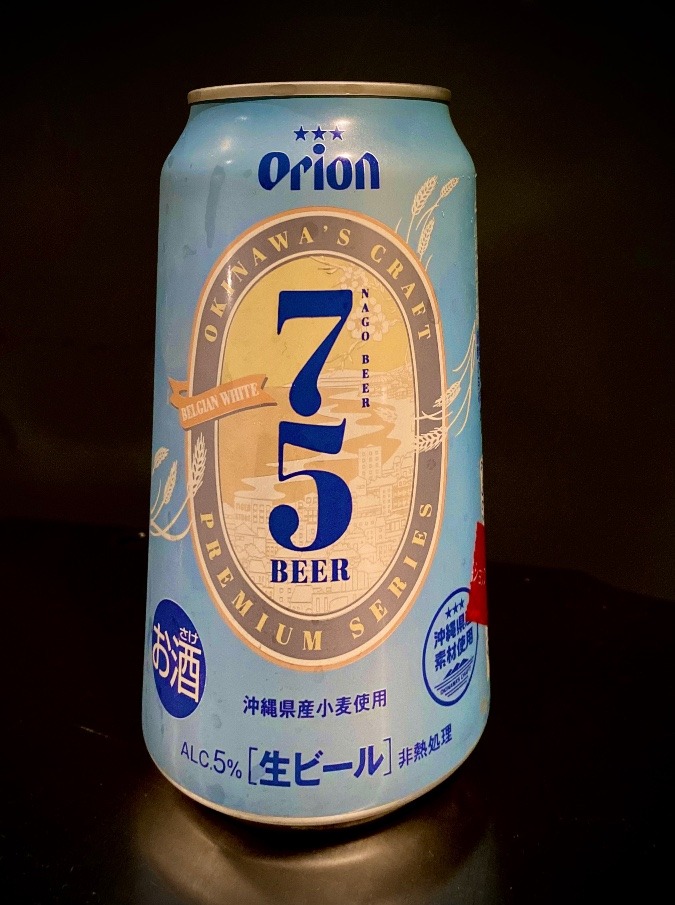 ★★★
Orion
OKINAWA'S CRAFT
NAGO BEER
75
BEER
BELGIAN WHITE
PREMIUM SERIES
さけ
お酒
★★★
沖縄県産
素材使用
沖縄県産小麦使用
ALC.5% [生ビール] 非熱処理